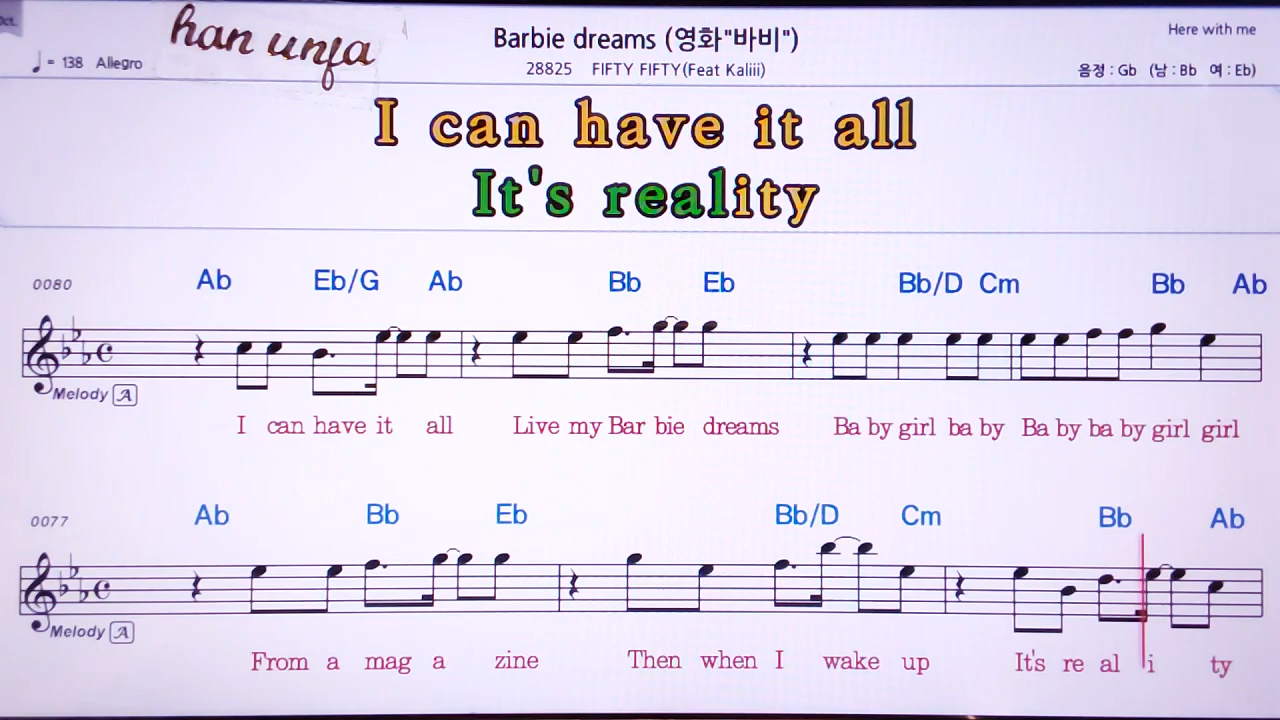 han unfa
Barbie dreams (영화"바비")
Here with me
♩= 138 Allegro
28825 FIFTY FIFTY(Feat Kaliii)
음정 : Gb (남 : Bb 여 : Eb)
I can have it all
It's reality
0080
Ab Eb/G Ab Bb Eb Bb/D Cm Bb Ab
Melody A
I can have it all Live my Bar bie dreams Ba by girl ba by Ba by ba by girl girl
0077
Ab Bb Eb Bb/D Cm Bb Ab
Melody A
From a mag a zine Then when I wake up It's re al i ty